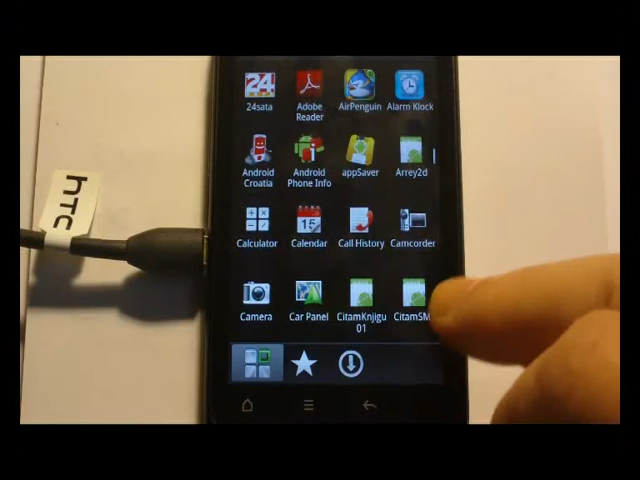 24
24sata
Adobe
Reader
AirPenguin
Alarm Klock
Android
Croatia
Android
Phone Info
appSaver
Arrey2d
Calculator
15
Calendar
Call History
Camcorder
Camera
Car Panel
CitamKnjigu
01
CitamSM
htc